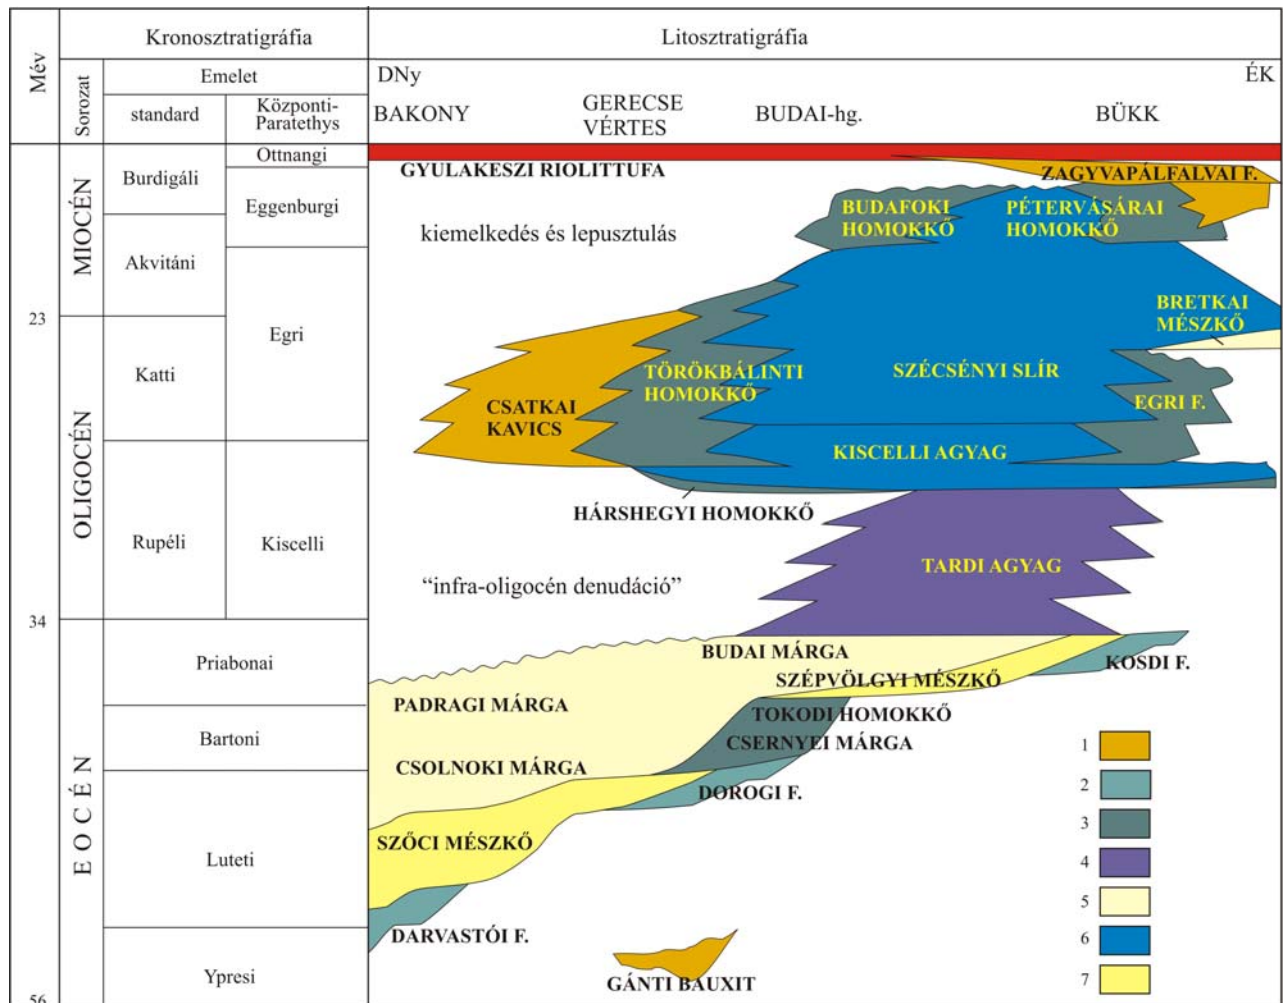 Kronosztratigráfia
Litosztratigráfia
Mév
Sorozat
Emelet
standard
Központi-
Paratethys
DNy
ÉK
BAKONY
GERECSE
VÉRTES
BUDAI-hg.
BÜKK
MIOCÉN
OLIGOCÉN
EOCÉN
23
34
56
Burdigáli
Akvitáni
Katti
Rupéli
Ottnangi
Eggenburgi
Egri
Kiscelli
Priabonai
Bartoni
Luteti
Ypresi
GYULAKESZI RIOLITTUFA
ZAGYVAPÁLFALVAI F.
BUDAFOKI
HOMOKKŐ
PÉTERVÁSÁRAI
HOMOKKŐ
kiemelkedés és lepusztulás
BRETKAI
MÉSZKŐ
TÖRÖKBÁLINTI
HOMOKKŐ
SZÉCSÉNYI SLÍR
EGRI F.
CSATKAI
KAVICS
KISCELLI AGYAG
HÁRSHEGYI HOMOKKŐ
TARDI AGYAG
“infra-oligocén denudáció”
BUDAI MÁRGA
KOSDI F.
SZÉPVÖLGYI MÉSZKŐ
PADRAGI MÁRGA
TOKODI HOMOKKŐ
CSERNYEI MÁRGA
CSOLNOKI MÁRGA
DOROGI F.
SZŐCI MÉSZKŐ
DARVASTÓI F.
GÁNTI BAUXIT
1
2
3
4
5
6
7